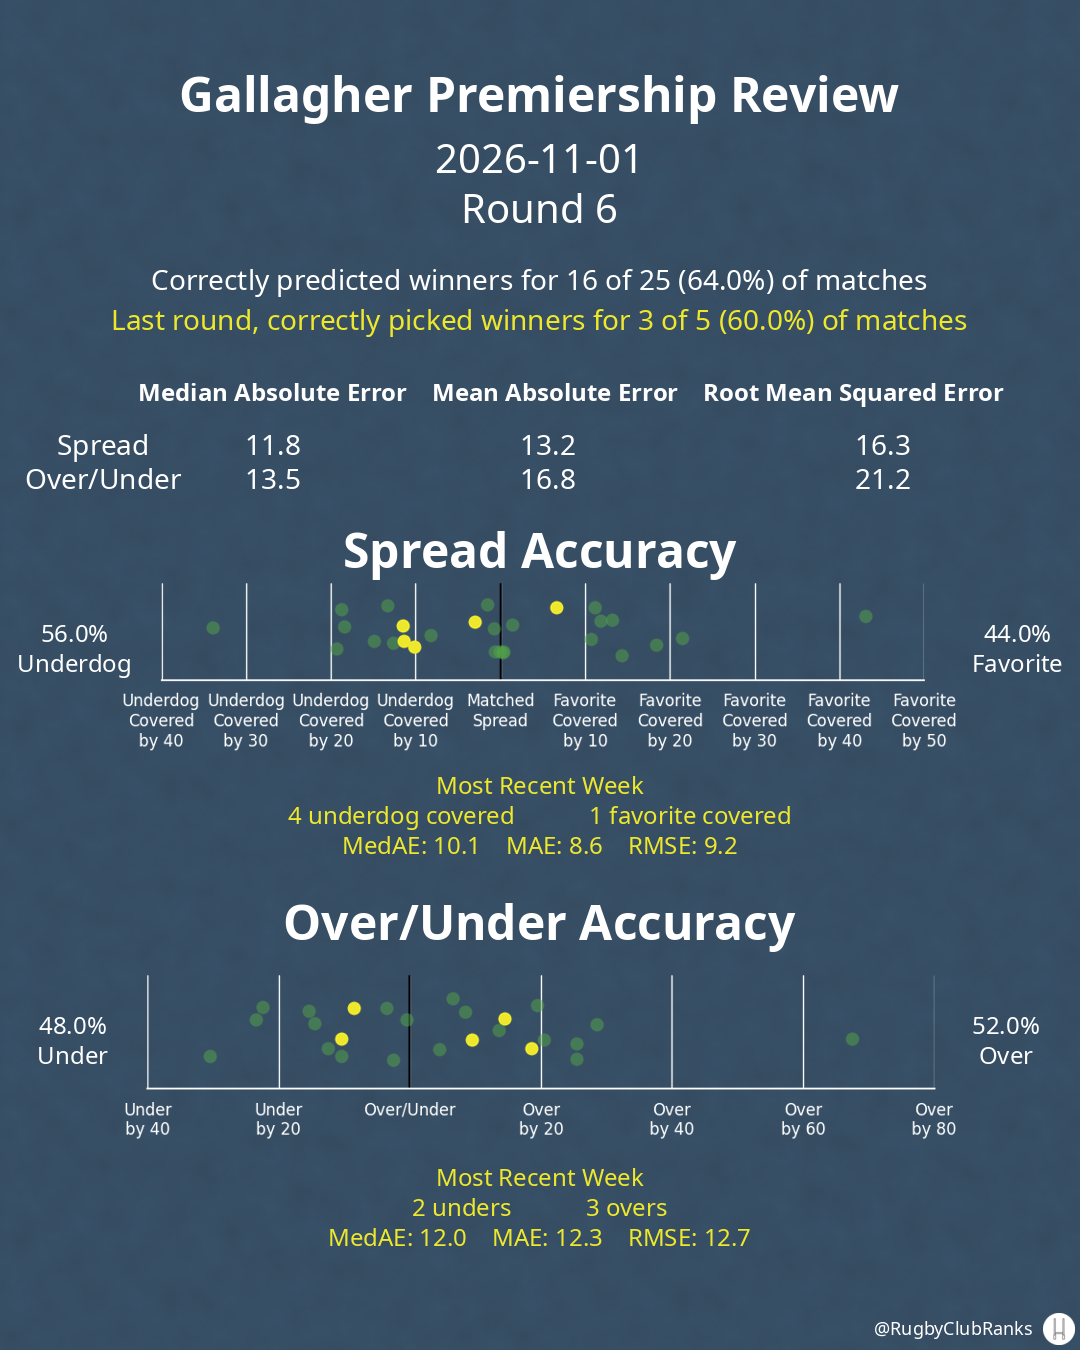 Gallagher Premiership Review
2026-11-01
Round 6
Correctly predicted winners for 16 of 25 (64.0%) of matches
Last round, correctly picked winners for 3 of 5 (60.0%) of matches
Median Absolute Error Mean Absolute Error Root Mean Squared Error
Spread 11.8 13.2 16.3
Over/Under 13.5 16.8 21.2
Spread Accuracy
56.0%
Underdog
44.0%
Favorite
Underdog Underdog Underdog Underdog Matched Favorite Favorite Favorite Favorite Favorite
Covered Covered Covered Covered Spread Covered Covered Covered Covered Covered
by 40 by 30 by 20 by 10 by 10 by 20 by 30 by 40 by 50
Most Recent Week
4 underdog covered 1 favorite covered
MedAE: 10.1 MAE: 8.6 RMSE: 9.2
Over/Under Accuracy
48.0%
Under
52.0%
Over
Under Under Over/Under Over Over Over Over
by 40 by 20 by 20 by 40 by 60 by 80
Most Recent Week
2 unders 3 overs
MedAE: 12.0 MAE: 12.3 RMSE: 12.7
@RugbyClubRanks